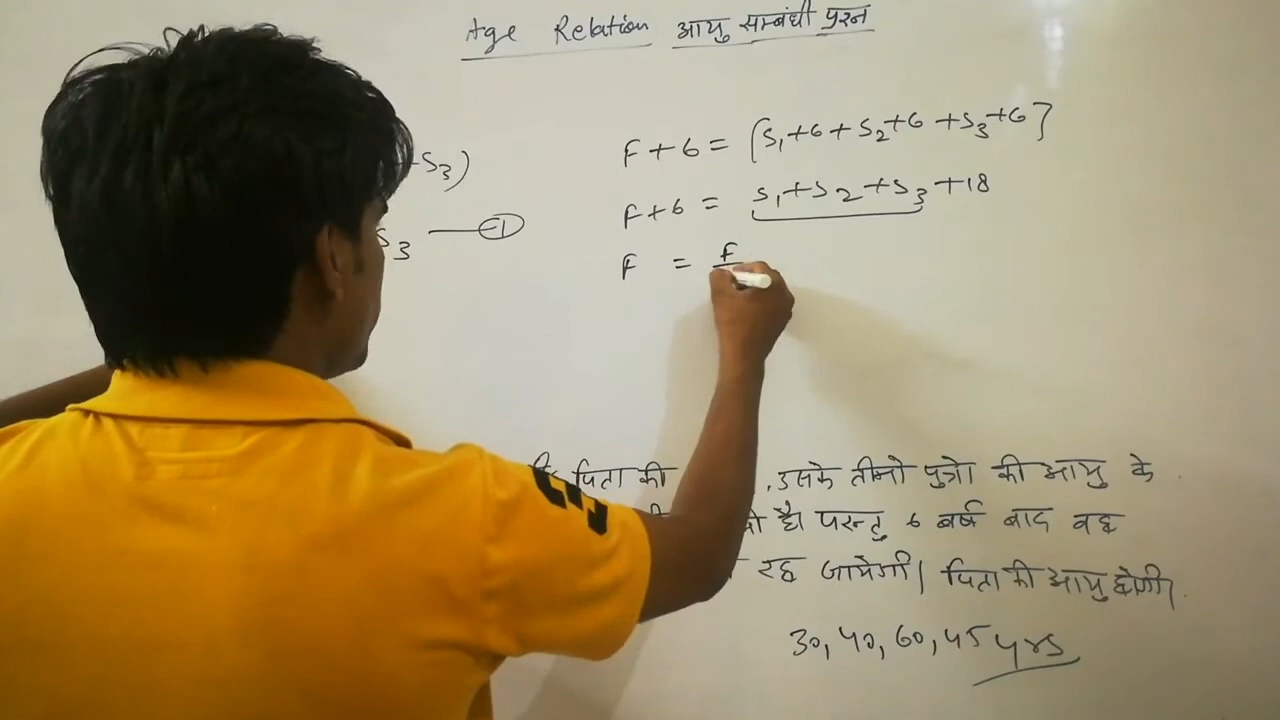 Age Relation आयु सम्बंधी प्रश्न
F+6 = [S₁+6+S₂+6+S₃+6]
+S₃)
F+6 = S₁+S₂+S₃+18
S₃ —①
F = F
पिता की उसके तीनो पुत्रो की आयु के
है। परन्तु 6 बर्ष बाद वह
रह जायेगी। पिता की आयु होगी।
30, 40, 60, 45 yrs